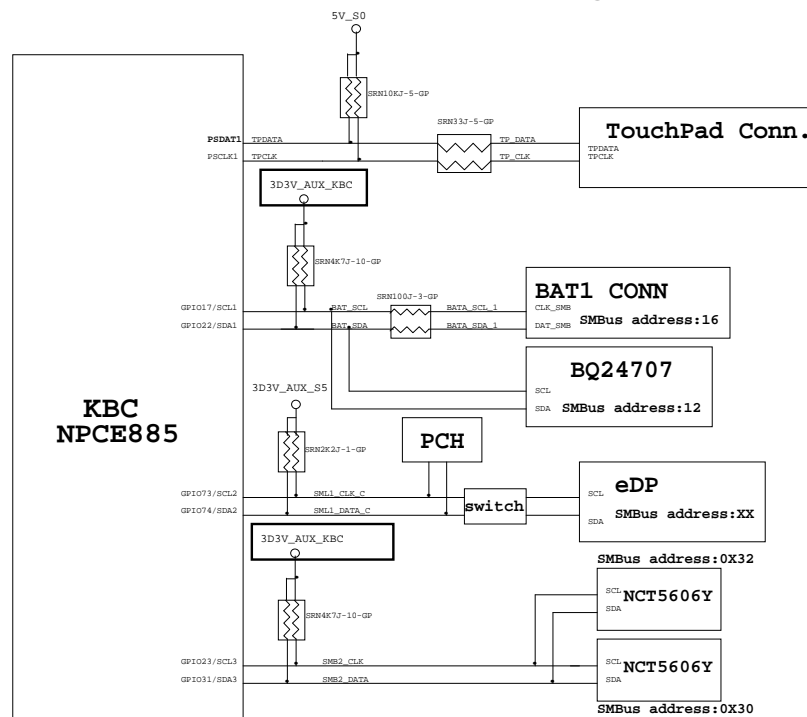 5V_S0
SRN10KJ-5-GP
SRN33J-5-GP
PSDAT1 TPDATA TP_DATA
PSCLK1 TPCLK TP_CLK
TouchPad Conn.
TPDATA
TPCLK
3D3V_AUX_KBC
SRN4K7J-10-GP
SRN100J-3-GP
GPIO17/SCL1 BAT_SCL BATA_SCL_1
GPIO22/SDA1 BAT_SDA BATA_SDA_1
BAT1 CONN
CLK_SMB
SMBus address:16
DAT_SMB
BQ24707
SCL
SDA SMBus address:12
KBC
NPCE885
3D3V_AUX_S5
SRN2K2J-1-GP
PCH
GPIO73/SCL2 SML1_CLK_C
GPIO74/SDA2 SML1_DATA_C
switch
eDP
SCL
SDA SMBus address:XX
3D3V_AUX_KBC
SRN4K7J-10-GP
SMBus address:0X32
SCL
NCT5606Y
SDA
GPIO23/SCL3 SMB2_CLK
GPIO31/SDA3 SMB2_DATA
SCL
NCT5606Y
SDA
SMBus address:0X30